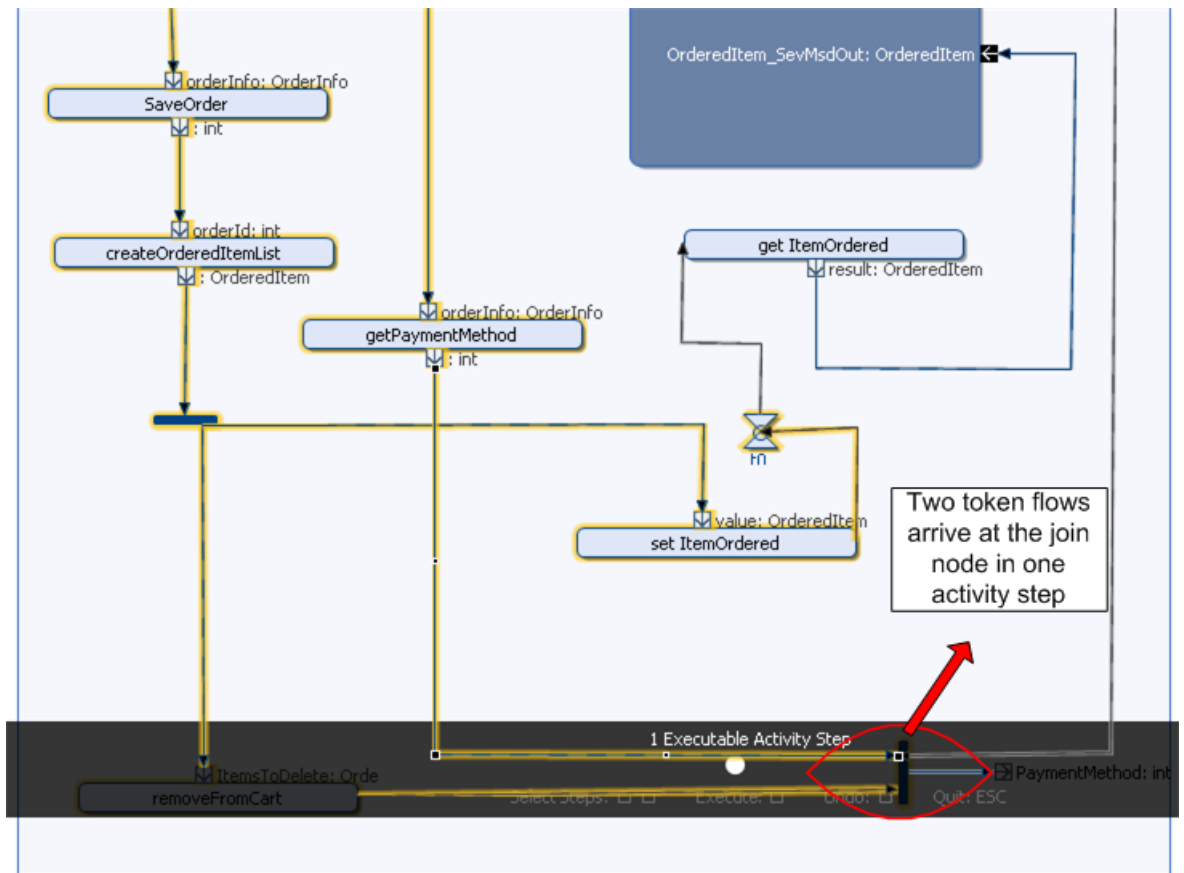 OrderedItem_SevMsdOut: OrderedItem
orderInfo: OrderInfo
SaveOrder
: int
orderId: int
createOrderedItemList
: OrderedItem
get ItemOrdered
result: OrderedItem
orderInfo: OrderInfo
getPaymentMethod
: int
value: OrderedItem
set ItemOrdered
Two token flows
arrive at the join
node in one
activity step
1 Executable Activity Step
ItemsToDelete: Orde
PaymentMethod: int
removeFromCart
Select Steps: Execute: Undo: Quit: ESC